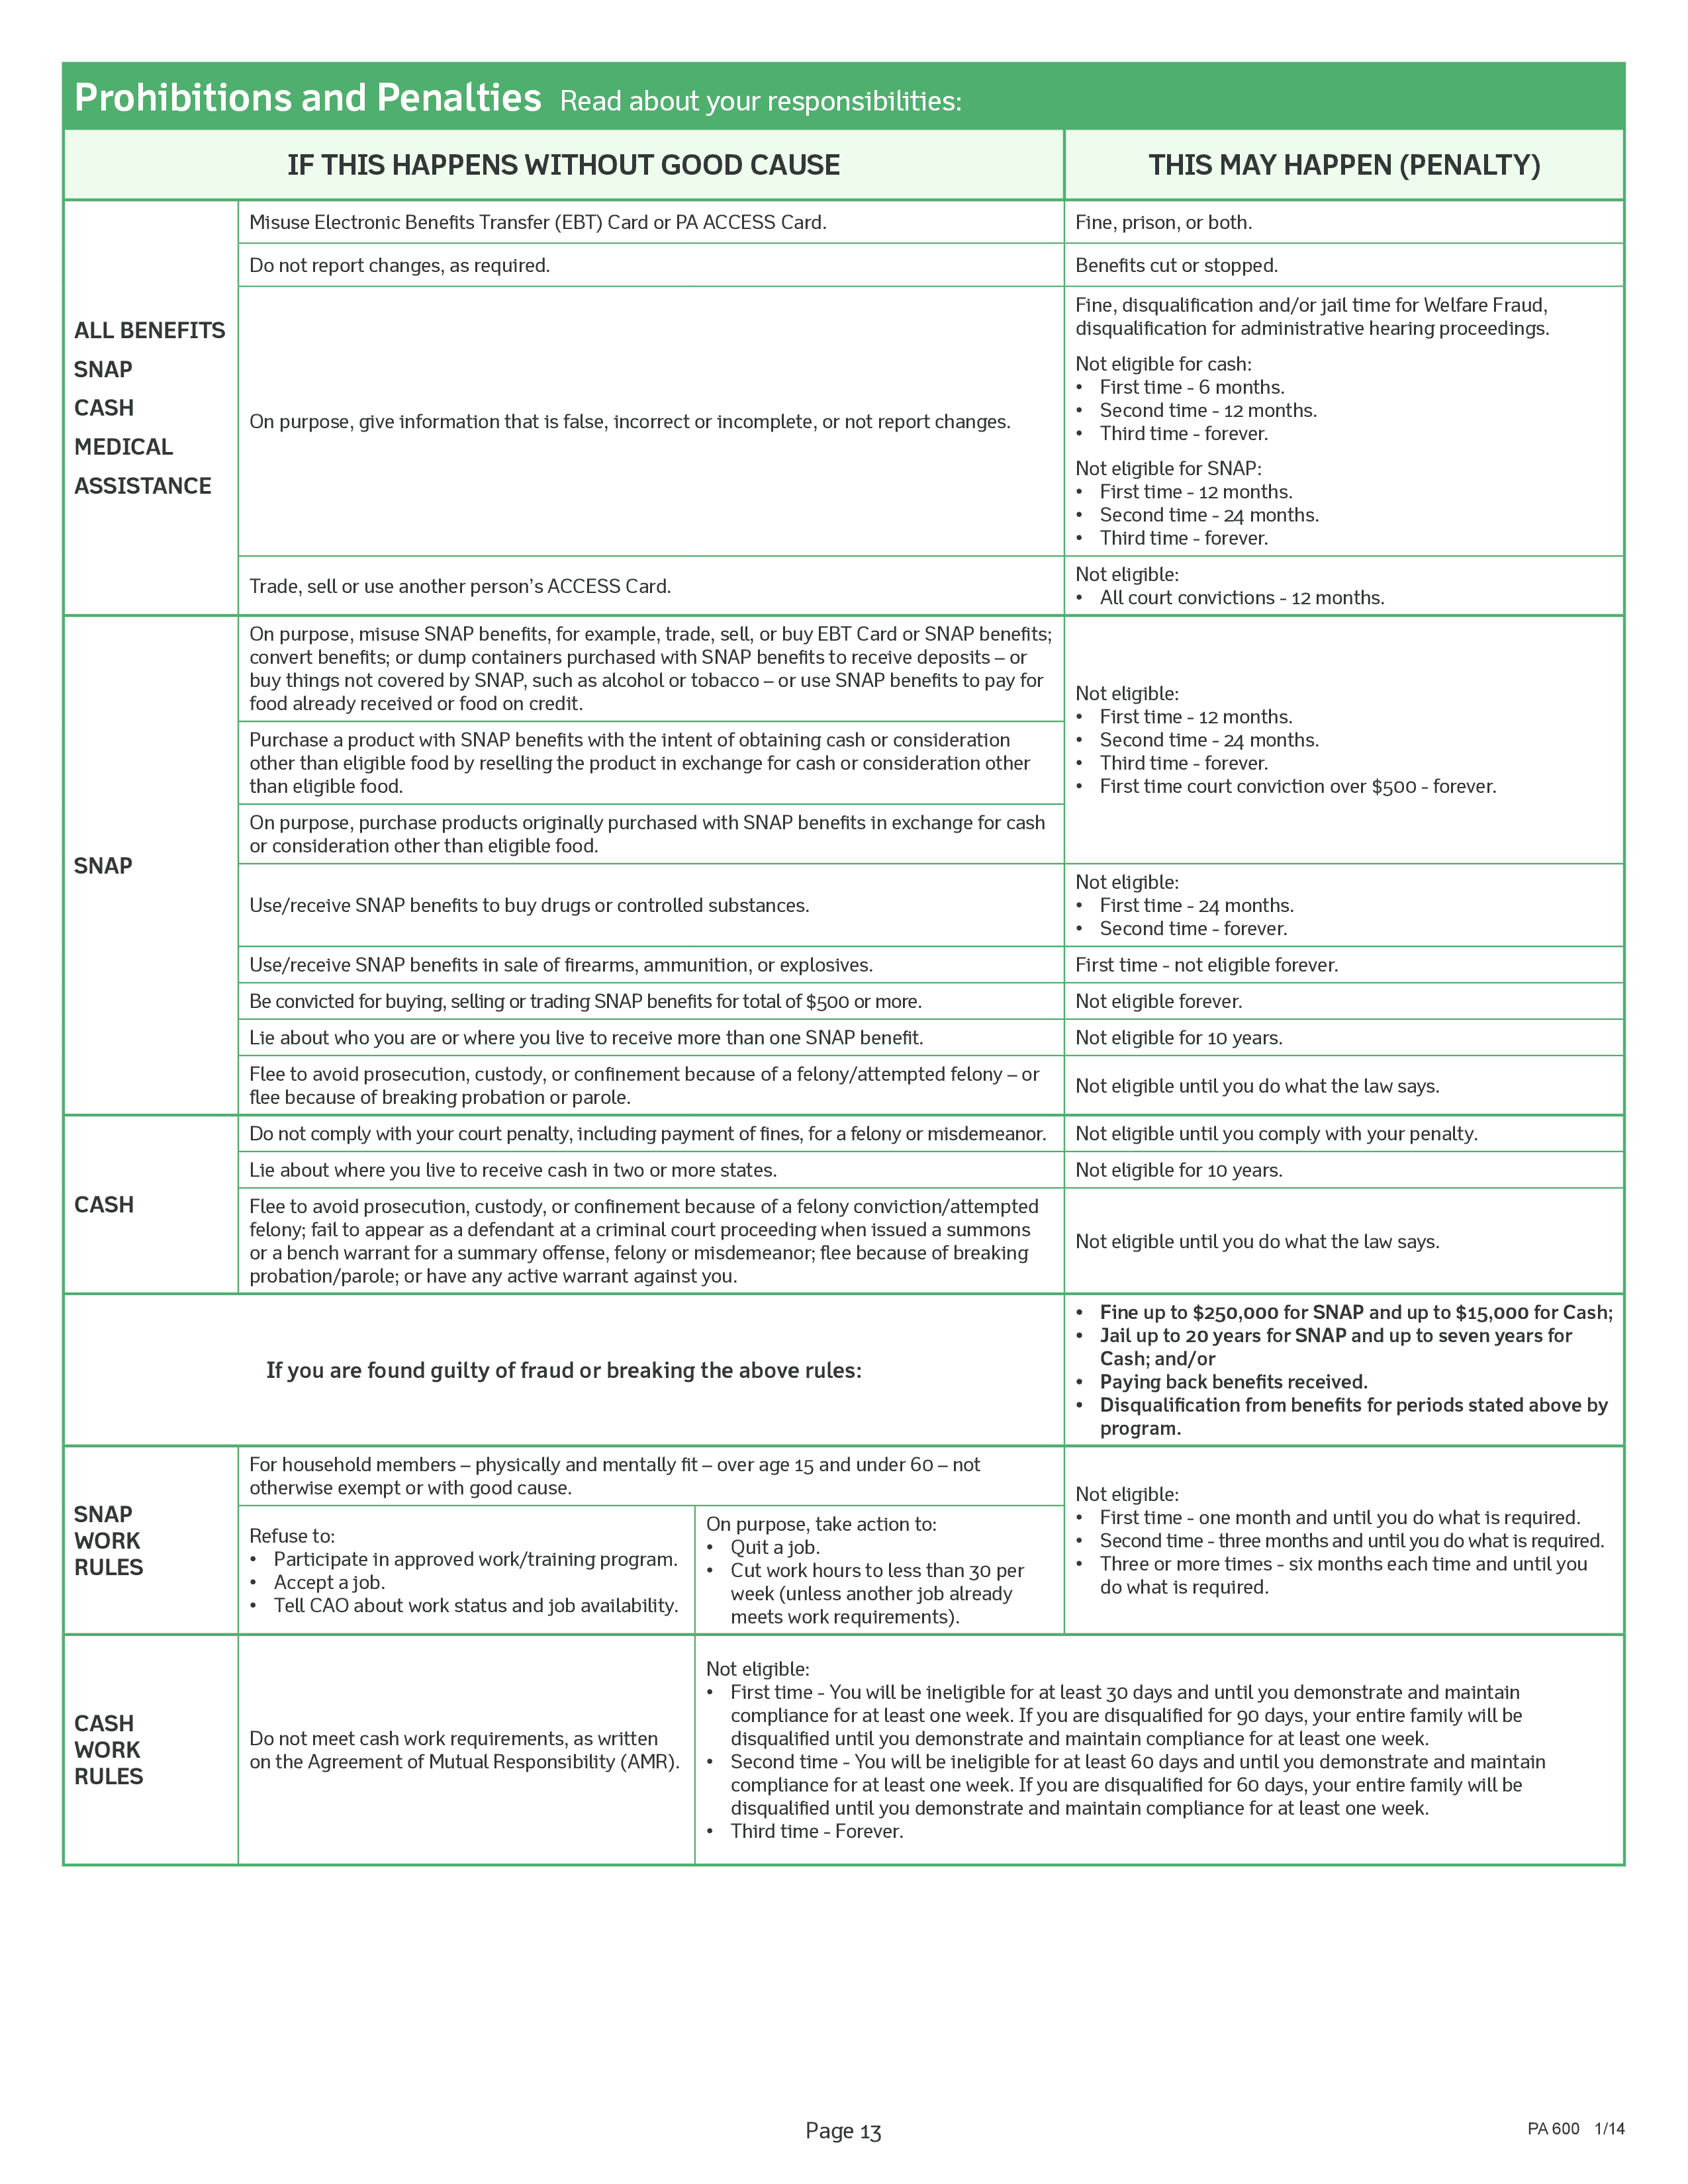 Prohibitions and Penalties Read about your responsibilities:
IF THIS HAPPENS WITHOUT GOOD CAUSE
THIS MAY HAPPEN (PENALTY)
ALL BENEFITS
SNAP
CASH
MEDICAL
ASSISTANCE
Misuse Electronic Benefits Transfer (EBT) Card or PA ACCESS Card.
Fine, prison, or both.
Do not report changes, as required.
Benefits cut or stopped.
On purpose, give information that is false, incorrect or incomplete, or not report changes.
Fine, disqualification and/or jail time for Welfare Fraud,
disqualification for administrative hearing proceedings.
Not eligible for cash:
• First time - 6 months.
• Second time - 12 months.
• Third time - forever.
Not eligible for SNAP:
• First time - 12 months.
• Second time - 24 months.
• Third time - forever.
Trade, sell or use another person’s ACCESS Card.
Not eligible:
• All court convictions - 12 months.
SNAP
On purpose, misuse SNAP benefits, for example, trade, sell, or buy EBT Card or SNAP benefits;
convert benefits; or dump containers purchased with SNAP benefits to receive deposits – or
buy things not covered by SNAP, such as alcohol or tobacco – or use SNAP benefits to pay for
food already received or food on credit.
Purchase a product with SNAP benefits with the intent of obtaining cash or consideration
other than eligible food by reselling the product in exchange for cash or consideration other
than eligible food.
On purpose, purchase products originally purchased with SNAP benefits in exchange for cash
or consideration other than eligible food.
Not eligible:
• First time - 12 months.
• Second time - 24 months.
• Third time - forever.
• First time court conviction over $500 - forever.
Use/receive SNAP benefits to buy drugs or controlled substances.
Not eligible:
• First time - 24 months.
• Second time - forever.
Use/receive SNAP benefits in sale of firearms, ammunition, or explosives.
First time - not eligible forever.
Be convicted for buying, selling or trading SNAP benefits for total of $500 or more.
Not eligible forever.
Lie about who you are or where you live to receive more than one SNAP benefit.
Not eligible for 10 years.
Flee to avoid prosecution, custody, or confinement because of a felony/attempted felony – or
flee because of breaking probation or parole.
Not eligible until you do what the law says.
CASH
Do not comply with your court penalty, including payment of fines, for a felony or misdemeanor.
Not eligible until you comply with your penalty.
Lie about where you live to receive cash in two or more states.
Not eligible for 10 years.
Flee to avoid prosecution, custody, or confinement because of a felony conviction/attempted
felony; fail to appear as a defendant at a criminal court proceeding when issued a summons
or a bench warrant for a summary offense, felony or misdemeanor; flee because of breaking
probation/parole; or have any active warrant against you.
Not eligible until you do what the law says.
If you are found guilty of fraud or breaking the above rules:
• Fine up to $250,000 for SNAP and up to $15,000 for Cash;
• Jail up to 20 years for SNAP and up to seven years for
Cash; and/or
• Paying back benefits received.
• Disqualification from benefits for periods stated above by
program.
SNAP
WORK
RULES
For household members – physically and mentally fit – over age 15 and under 60 – not
otherwise exempt or with good cause.
Refuse to:
• Participate in approved work/training program.
• Accept a job.
• Tell CAO about work status and job availability.
On purpose, take action to:
• Quit a job.
• Cut work hours to less than 30 per
week (unless another job already
meets work requirements).
Not eligible:
• First time - one month and until you do what is required.
• Second time - three months and until you do what is required.
• Three or more times - six months each time and until you
do what is required.
CASH
WORK
RULES
Do not meet cash work requirements, as written
on the Agreement of Mutual Responsibility (AMR).
Not eligible:
• First time - You will be ineligible for at least 30 days and until you demonstrate and maintain
compliance for at least one week. If you are disqualified for 90 days, your entire family will be
disqualified until you demonstrate and maintain compliance for at least one week.
• Second time - You will be ineligible for at least 60 days and until you demonstrate and maintain
compliance for at least one week. If you are disqualified for 60 days, your entire family will be
disqualified until you demonstrate and maintain compliance for at least one week.
• Third time - Forever.
Page 13
PA 600 1/14